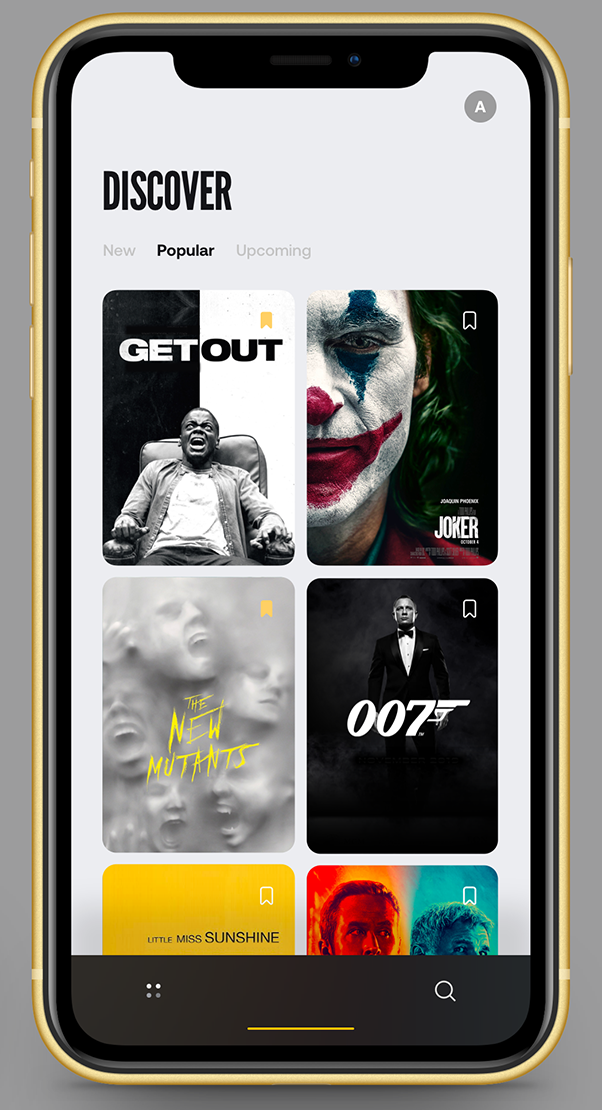 A
DISCOVER
New Popular Upcoming
GET OUT
JOAQUIN PHOENIX
JOKER
OCTOBER 4
THE
NEW
MUTANTS
007
LITTLE MISS SUNSHINE